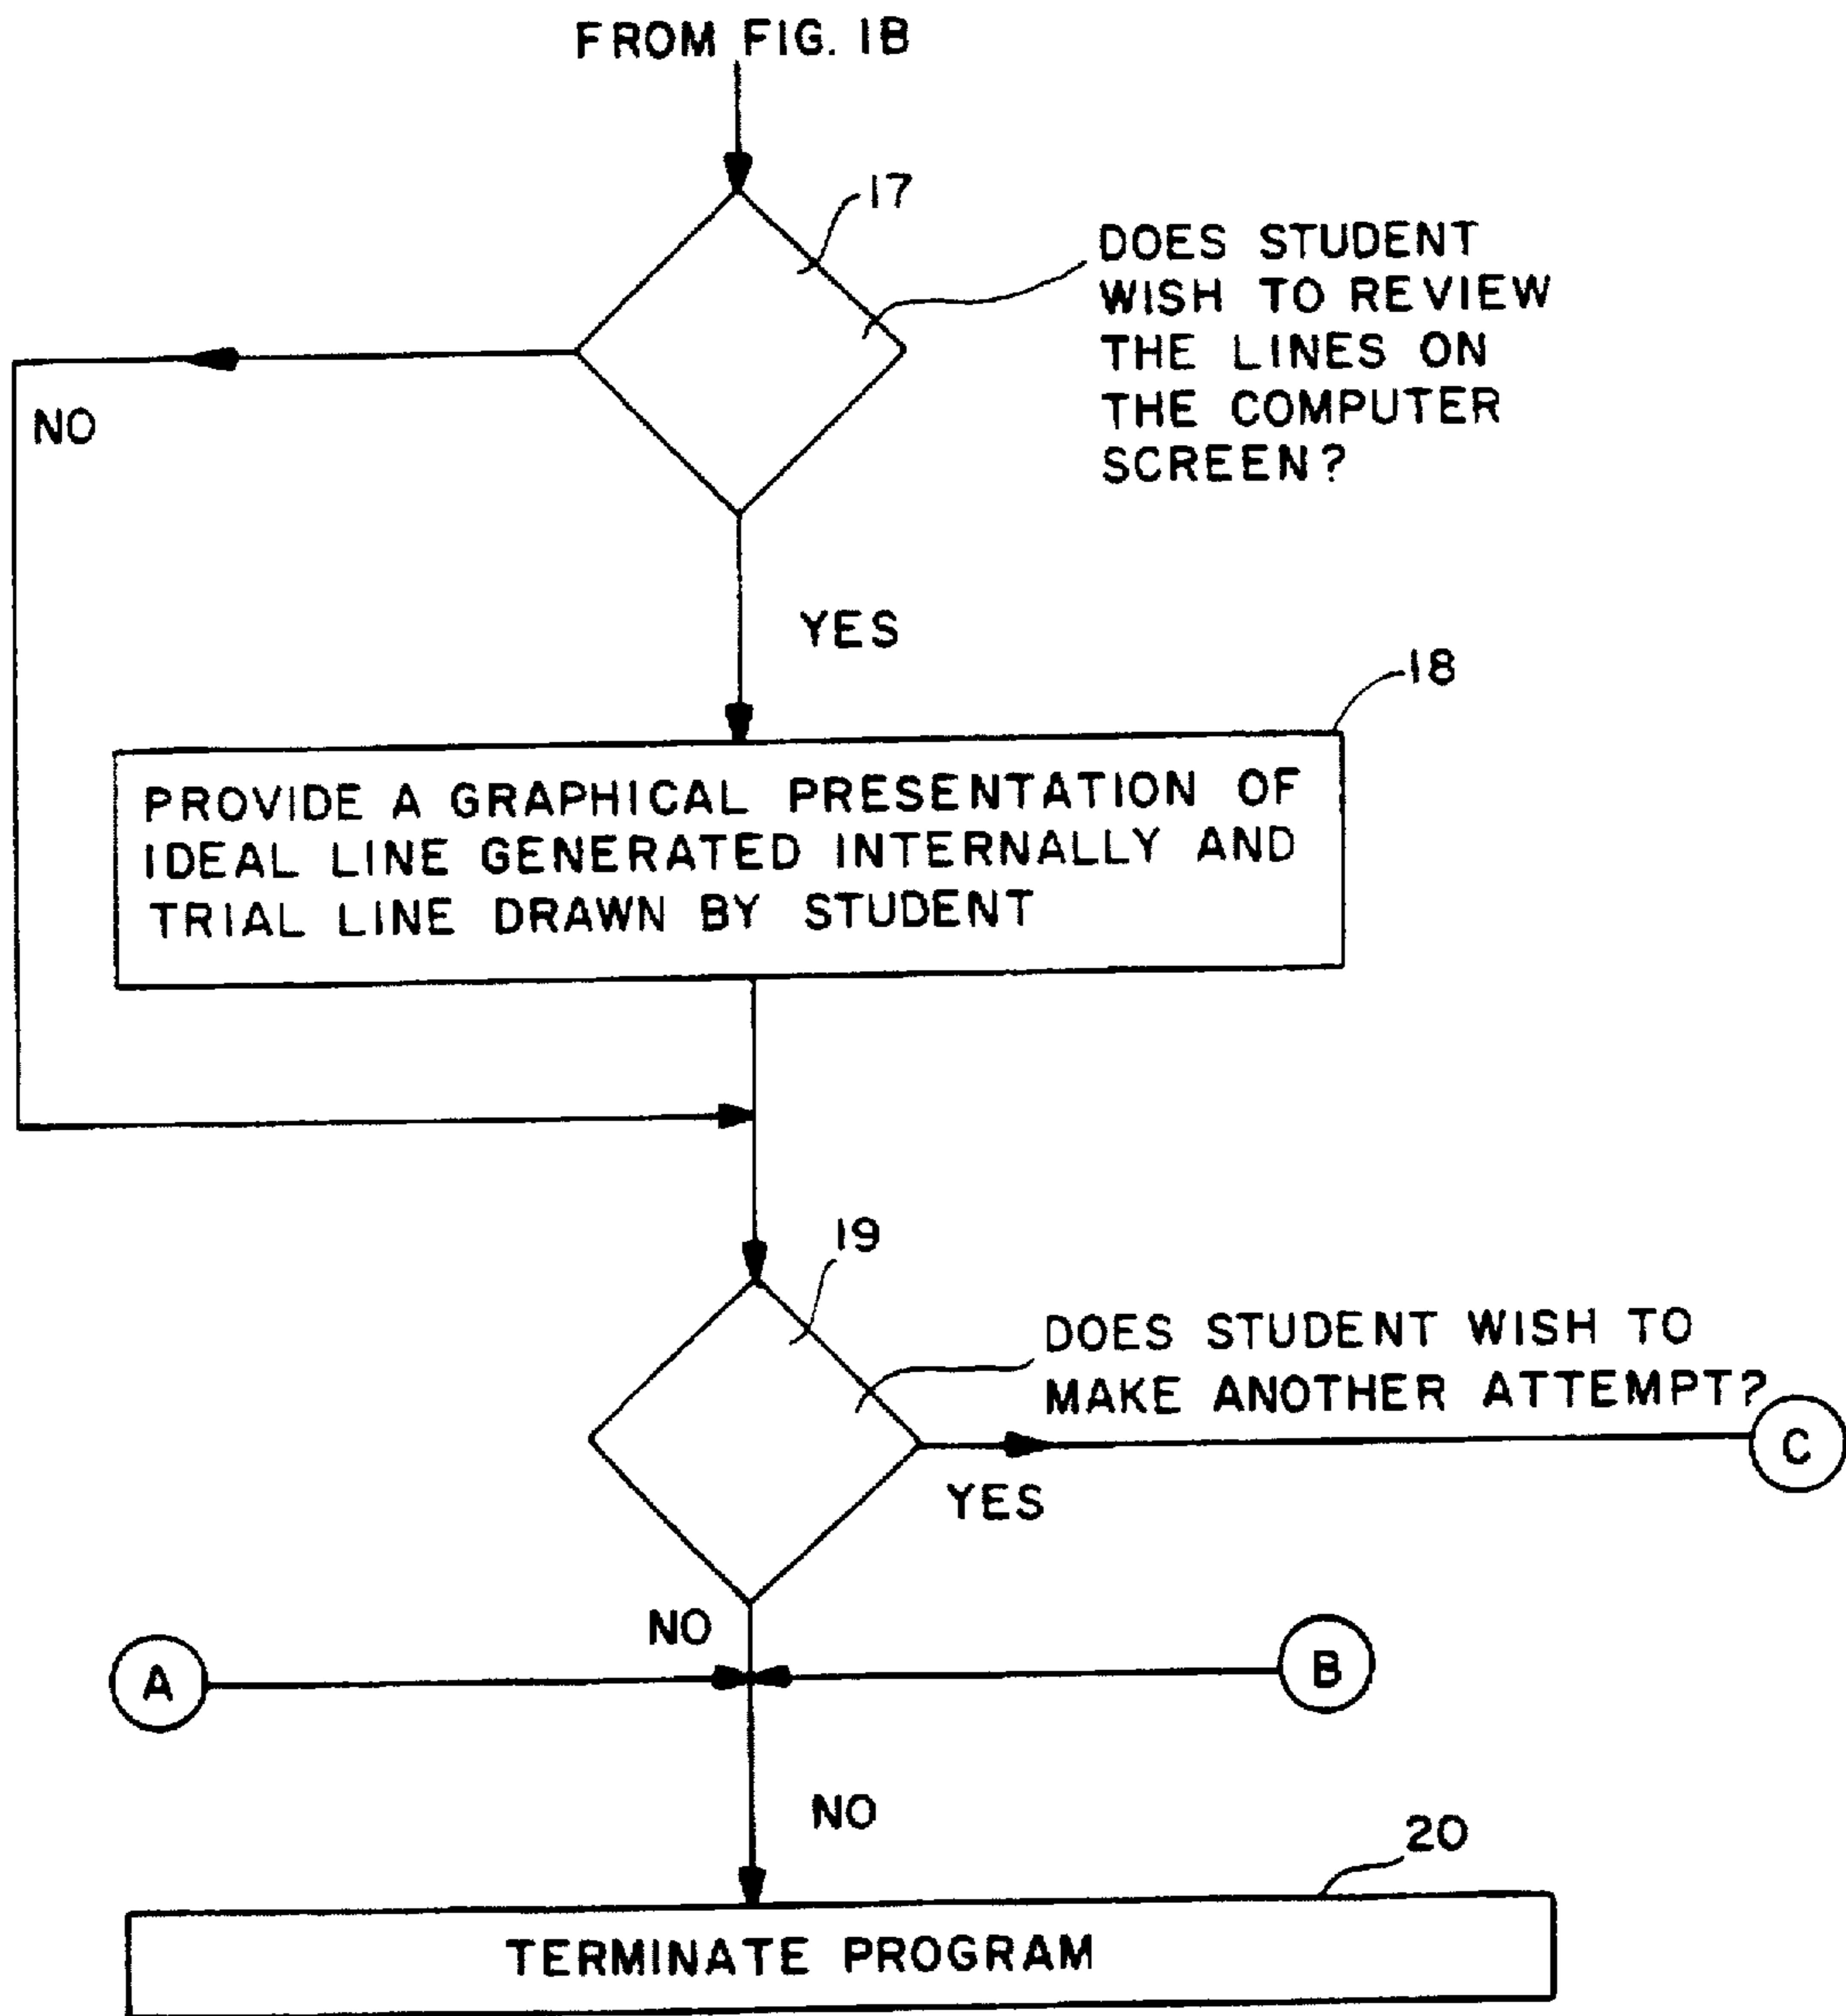 FROM FIG. 1B
17
DOES STUDENT
WISH TO REVIEW
THE LINES ON
THE COMPUTER
SCREEN?
NO
YES
18
PROVIDE A GRAPHICAL PRESENTATION OF
IDEAL LINE GENERATED INTERNALLY AND
TRIAL LINE DRAWN BY STUDENT
19
DOES STUDENT WISH TO
MAKE ANOTHER ATTEMPT?
C
YES
NO
A
B
NO
20
TERMINATE PROGRAM